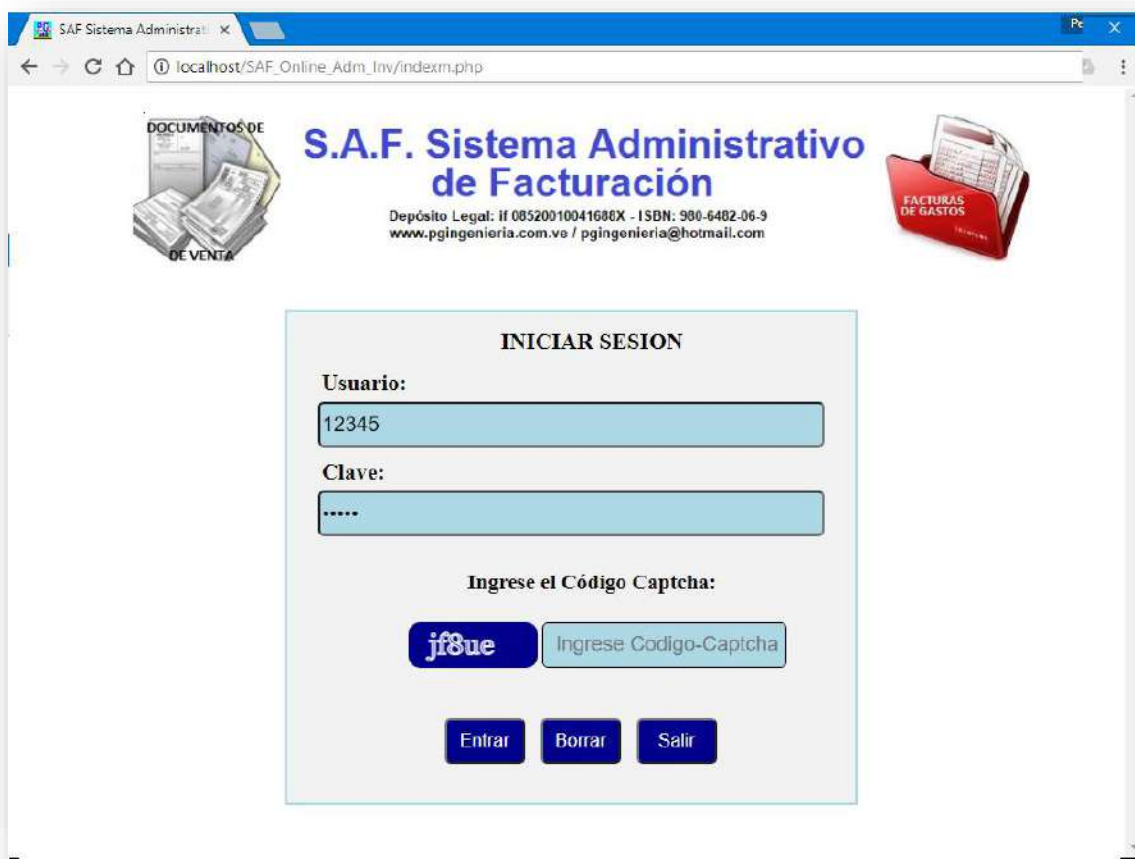 SAF Sistema Administrat
Pe
localhost/SAF_Online_Adm_Inv/indexm.php
DOCUMENTOS DE
DE VENTA
S.A.F. Sistema Administrativo
de Facturación
Depósito Legal: if 08520010041688X - ISBN: 980-6482-06-9
www.pgingenieria.com.ve / pgingenieria@hotmail.com
FACTURAS
DE GASTOS
INICIAR SESION
Usuario:
12345
Clave:
•••••
Ingrese el Código Captcha:
jf8ue
Ingrese Codigo-Captcha
Entrar Borrar Salir